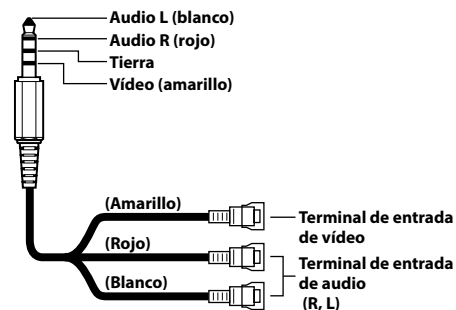 Audio L (blanco)
Audio R (rojo)
Tierra
Vídeo (amarillo)
(Amarillo)
Terminal de entrada
de vídeo
(Rojo)
Terminal de entrada
de audio
(R, L)
(Blanco)